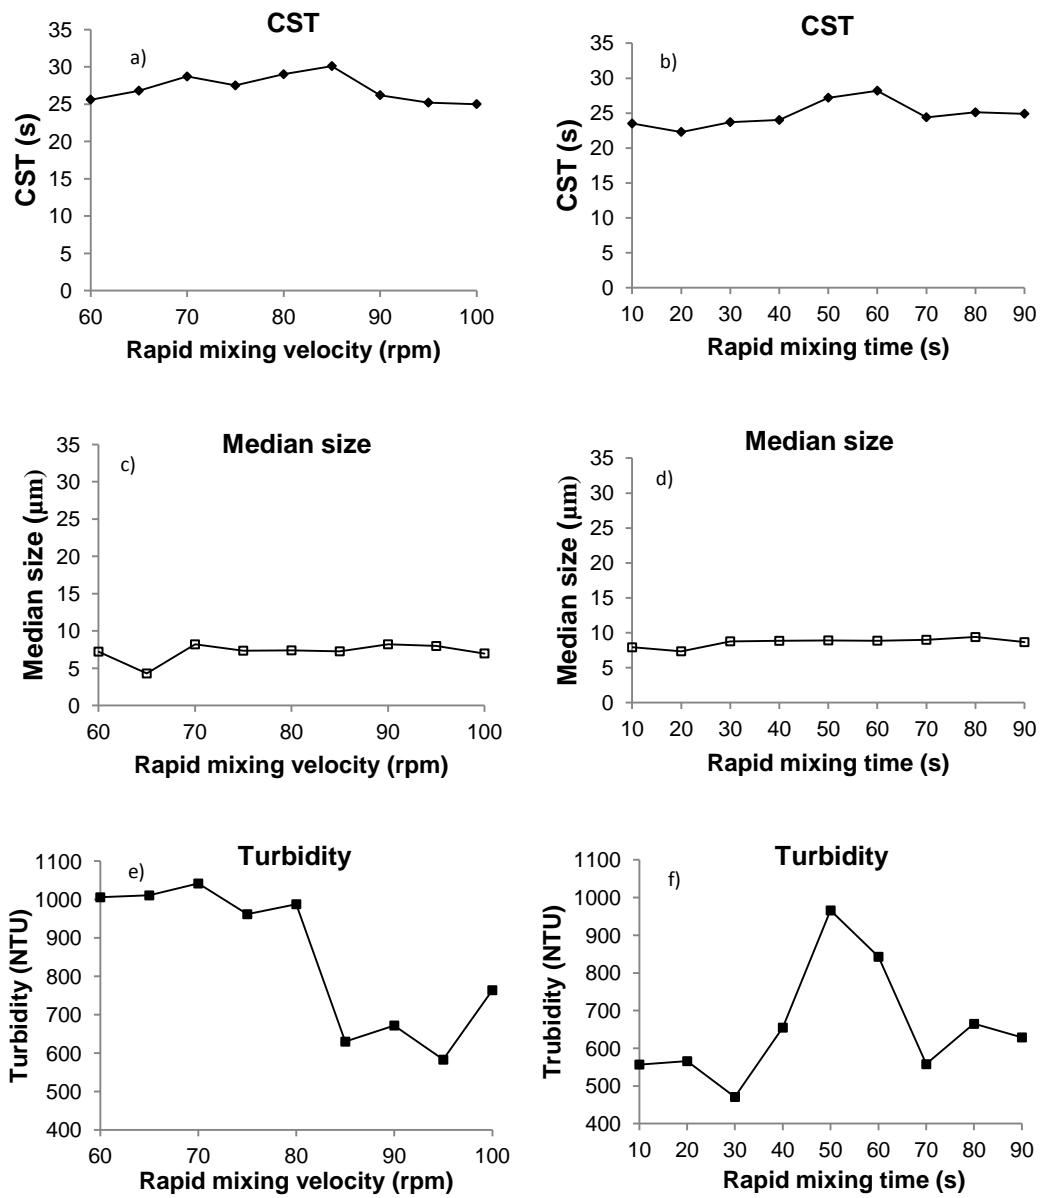 CST
a)
35
30
25
20
15
10
5
0
CST (s)
60 70 80 90 100
Rapid mixing velocity (rpm)
CST
b)
35
30
25
20
15
10
5
0
CST (s)
10 20 30 40 50 60 70 80 90
Rapid mixing time (s)
Median size
c)
35
30
25
20
15
10
5
0
Median size (µm)
60 70 80 90 100
Rapid mixing velocity (rpm)
Median size
d)
35
30
25
20
15
10
5
0
Median size (µm)
10 20 30 40 50 60 70 80 90
Rapid mixing time (s)
Turbidity
e)
1100
1000
900
800
700
600
500
400
Turbidity (NTU)
60 70 80 90 100
Rapid mixing velocity (rpm)
Turbidity
f)
1100
1000
900
800
700
600
500
400
Trubidity (NTU)
10 20 30 40 50 60 70 80 90
Rapid mixing time (s)